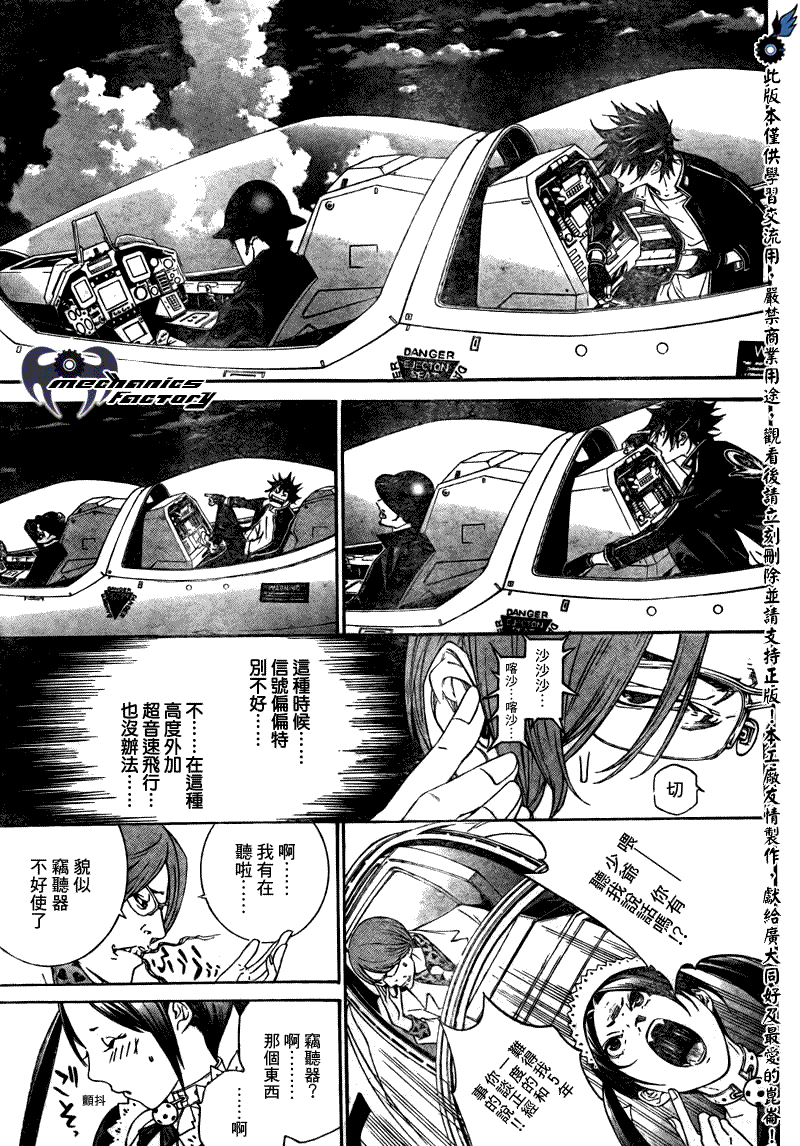 此版本僅供學習交流用，嚴禁商業用途，觀看後請立刻刪除並請支持正版！本工廠友情製作，獻給廣大同好及最愛的崑崙！
mechanics
Factory
DANGER
EJECTION
SEAT
DANGER
沙沙沙…
喀沙…喀沙…
切
這種時候……
信號偏偏特
別不好……
不……在這種
高度外加
超音速飛行…
也沒辦法……
喂———
少爺 你有
聽我說話嗎!?
難得我5年
一度的和
你談正經
事的說!!
啊……
我有在
聽啦……
貌似
竊聽器
不好使了
竊聽器?
啊……
那個東西
……啊
顫抖